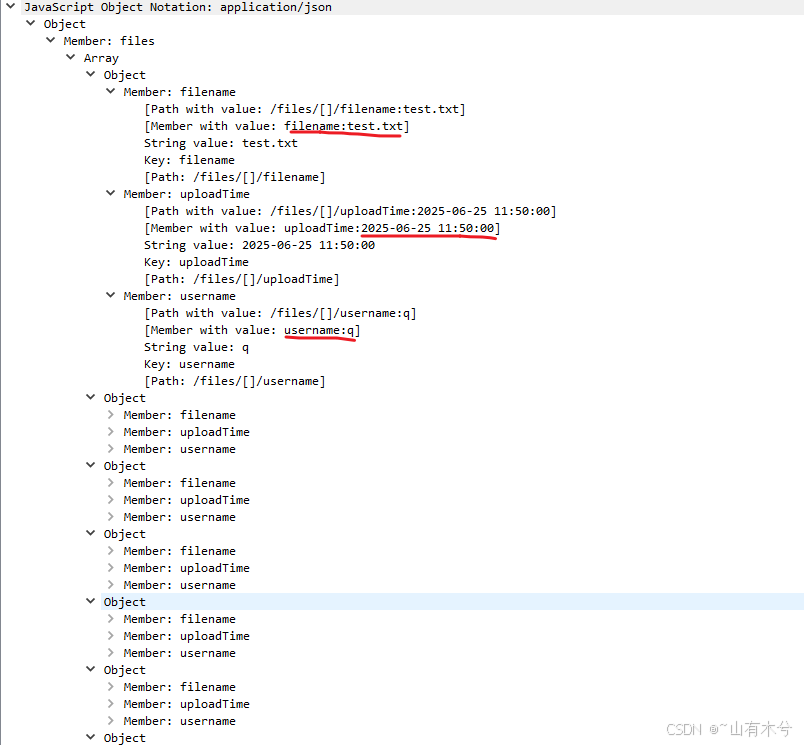 JavaScript Object Notation: application/json
Object
Member: files
Array
Object
Member: filename
[Path with value: /files/[]/filename:test.txt]
[Member with value: filename:test.txt]
String value: test.txt
Key: filename
[Path: /files/[]/filename]
Member: uploadTime
[Path with value: /files/[]/uploadTime:2025-06-25 11:50:00]
[Member with value: uploadTime:2025-06-25 11:50:00]
String value: 2025-06-25 11:50:00
Key: uploadTime
[Path: /files/[]/uploadTime]
Member: username
[Path with value: /files/[]/username:q]
[Member with value: username:q]
String value: q
Key: username
[Path: /files/[]/username]
Object
Member: filename
Member: uploadTime
Member: username
Object
Member: filename
Member: uploadTime
Member: username
Object
Member: filename
Member: uploadTime
Member: username
Object
Member: filename
Member: uploadTime
Member: username
Object
Member: filename
Member: uploadTime
Member: username
Object
CSDN @~山有木兮